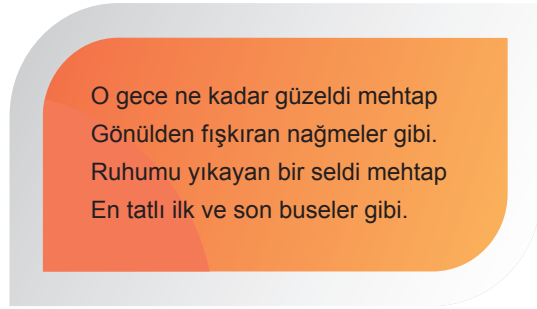 O gece ne kadar güzeldi mehtap
Gönülden fışkıran nağmeler gibi.
Ruhumu yıkayan bir seldi mehtap
En tatlı ilk ve son buseler gibi.